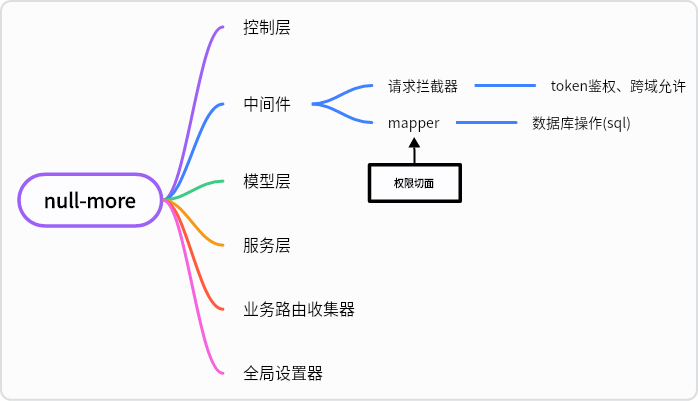 null-more
控制层
中间件
请求拦截器
token鉴权、跨域允许
mapper
数据库操作(sql)
权限切面
模型层
服务层
业务路由收集器
全局设置器